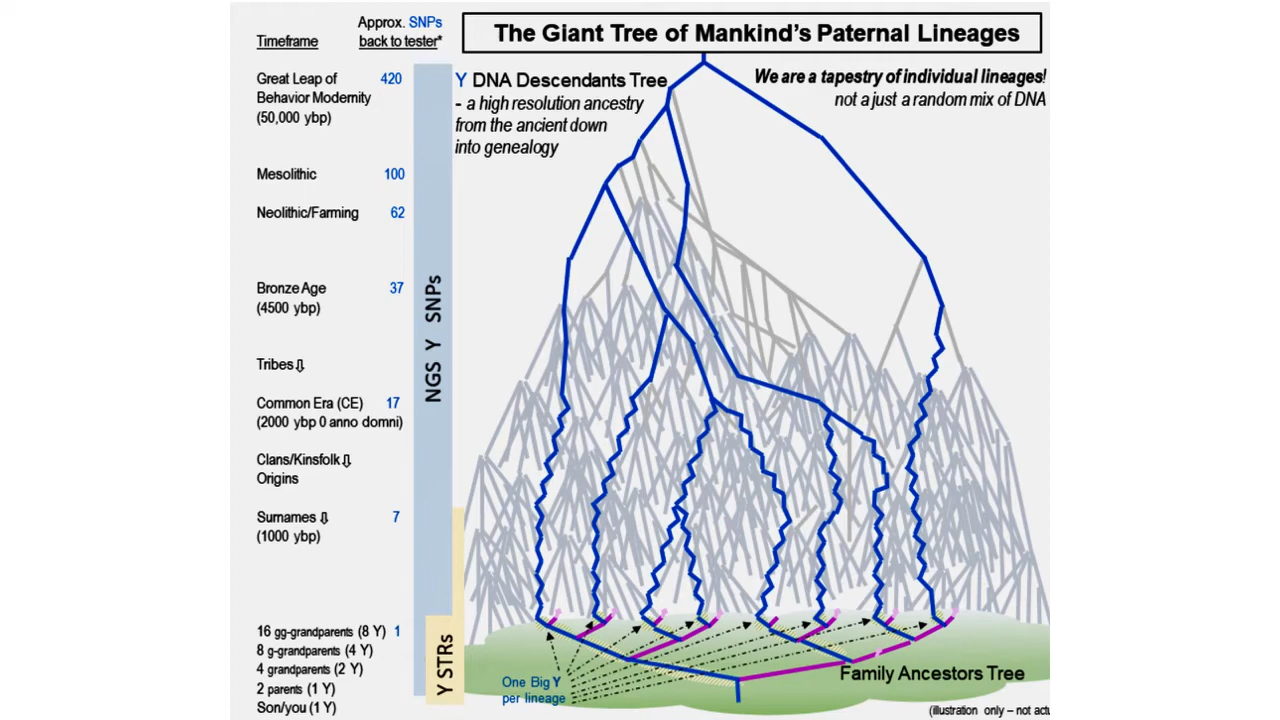 The Giant Tree of Mankind's Paternal Lineages
Approx. SNPs
Timeframe back to tester*
Great Leap of 420
Behavior Modernity
(50,000 ybp)
Mesolithic 100
Neolithic/Farming 62
Bronze Age 37
(4500 ybp)
Tribes⇩
Common Era (CE) 17
(2000 ybp 0 anno domni)
Clans/Kinsfolk⇩
Origins
Surnames ⇩ 7
(1000 ybp)
16 gg-grandparents (8 Y) 1
8 g-grandparents (4 Y)
4 grandparents (2 Y)
2 parents (1 Y)
Son/you (1 Y)
NGS Y SNPs
Y STRs
Y DNA Descendants Tree
- a high resolution ancestry
from the ancient down
into genealogy
We are a tapestry of individual lineages!
not a just a random mix of DNA
One Big Y
per lineage
Family Ancestors Tree
(illustration only – not actu